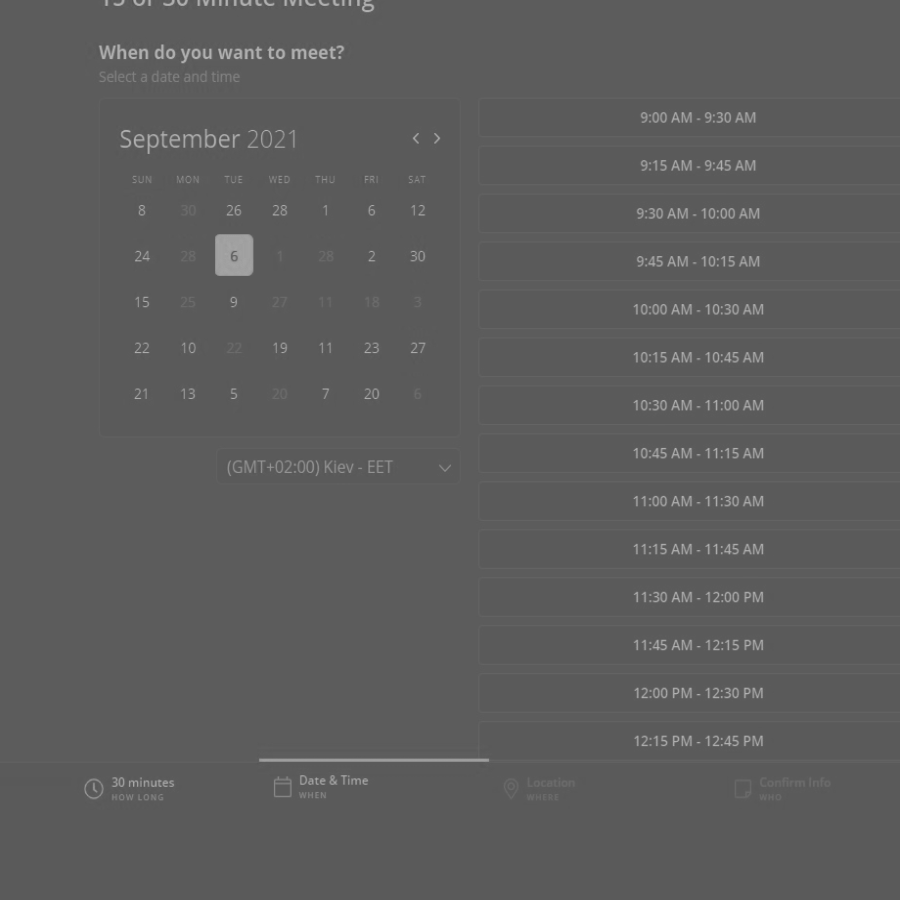 15 or 30 Minute Meeting
When do you want to meet?
Select a date and time
September 2021
SUN MON TUE WED THU FRI SAT
8 30 26 28 1 6 12
24 28 6 1 28 2 30
15 25 9 27 11 18 3
22 10 22 19 11 23 27
21 13 5 20 7 20 6
(GMT+02:00) Kiev - EET
9:00 AM - 9:30 AM
9:15 AM - 9:45 AM
9:30 AM - 10:00 AM
9:45 AM - 10:15 AM
10:00 AM - 10:30 AM
10:15 AM - 10:45 AM
10:30 AM - 11:00 AM
10:45 AM - 11:15 AM
11:00 AM - 11:30 AM
11:15 AM - 11:45 AM
11:30 AM - 12:00 PM
11:45 AM - 12:15 PM
12:00 PM - 12:30 PM
12:15 PM - 12:45 PM
30 minutes
HOW LONG
Date & Time
WHEN
Location
WHERE
Confirm Info
WHO